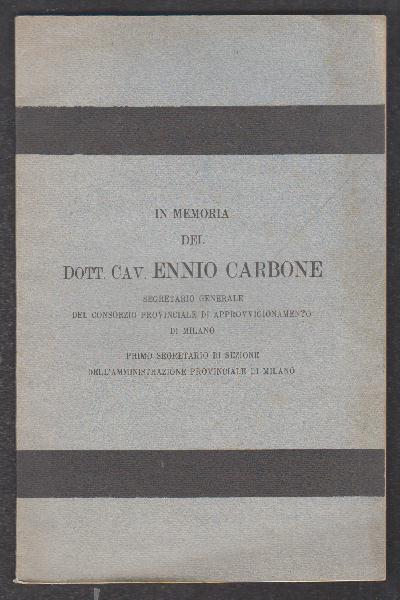 IN MEMORIA
DEL
DOTT. CAV. ENNIO CARBONE
SEGRETARIO GENERALE
DEL CONSORZIO PROVINCIALE DI APPROVVIGIONAMENTO
DI MILANO
PRIMO SEGRETARIO DI SEZIONE
DELL'AMMINISTRAZIONE PROVINCIALE DI MILANO